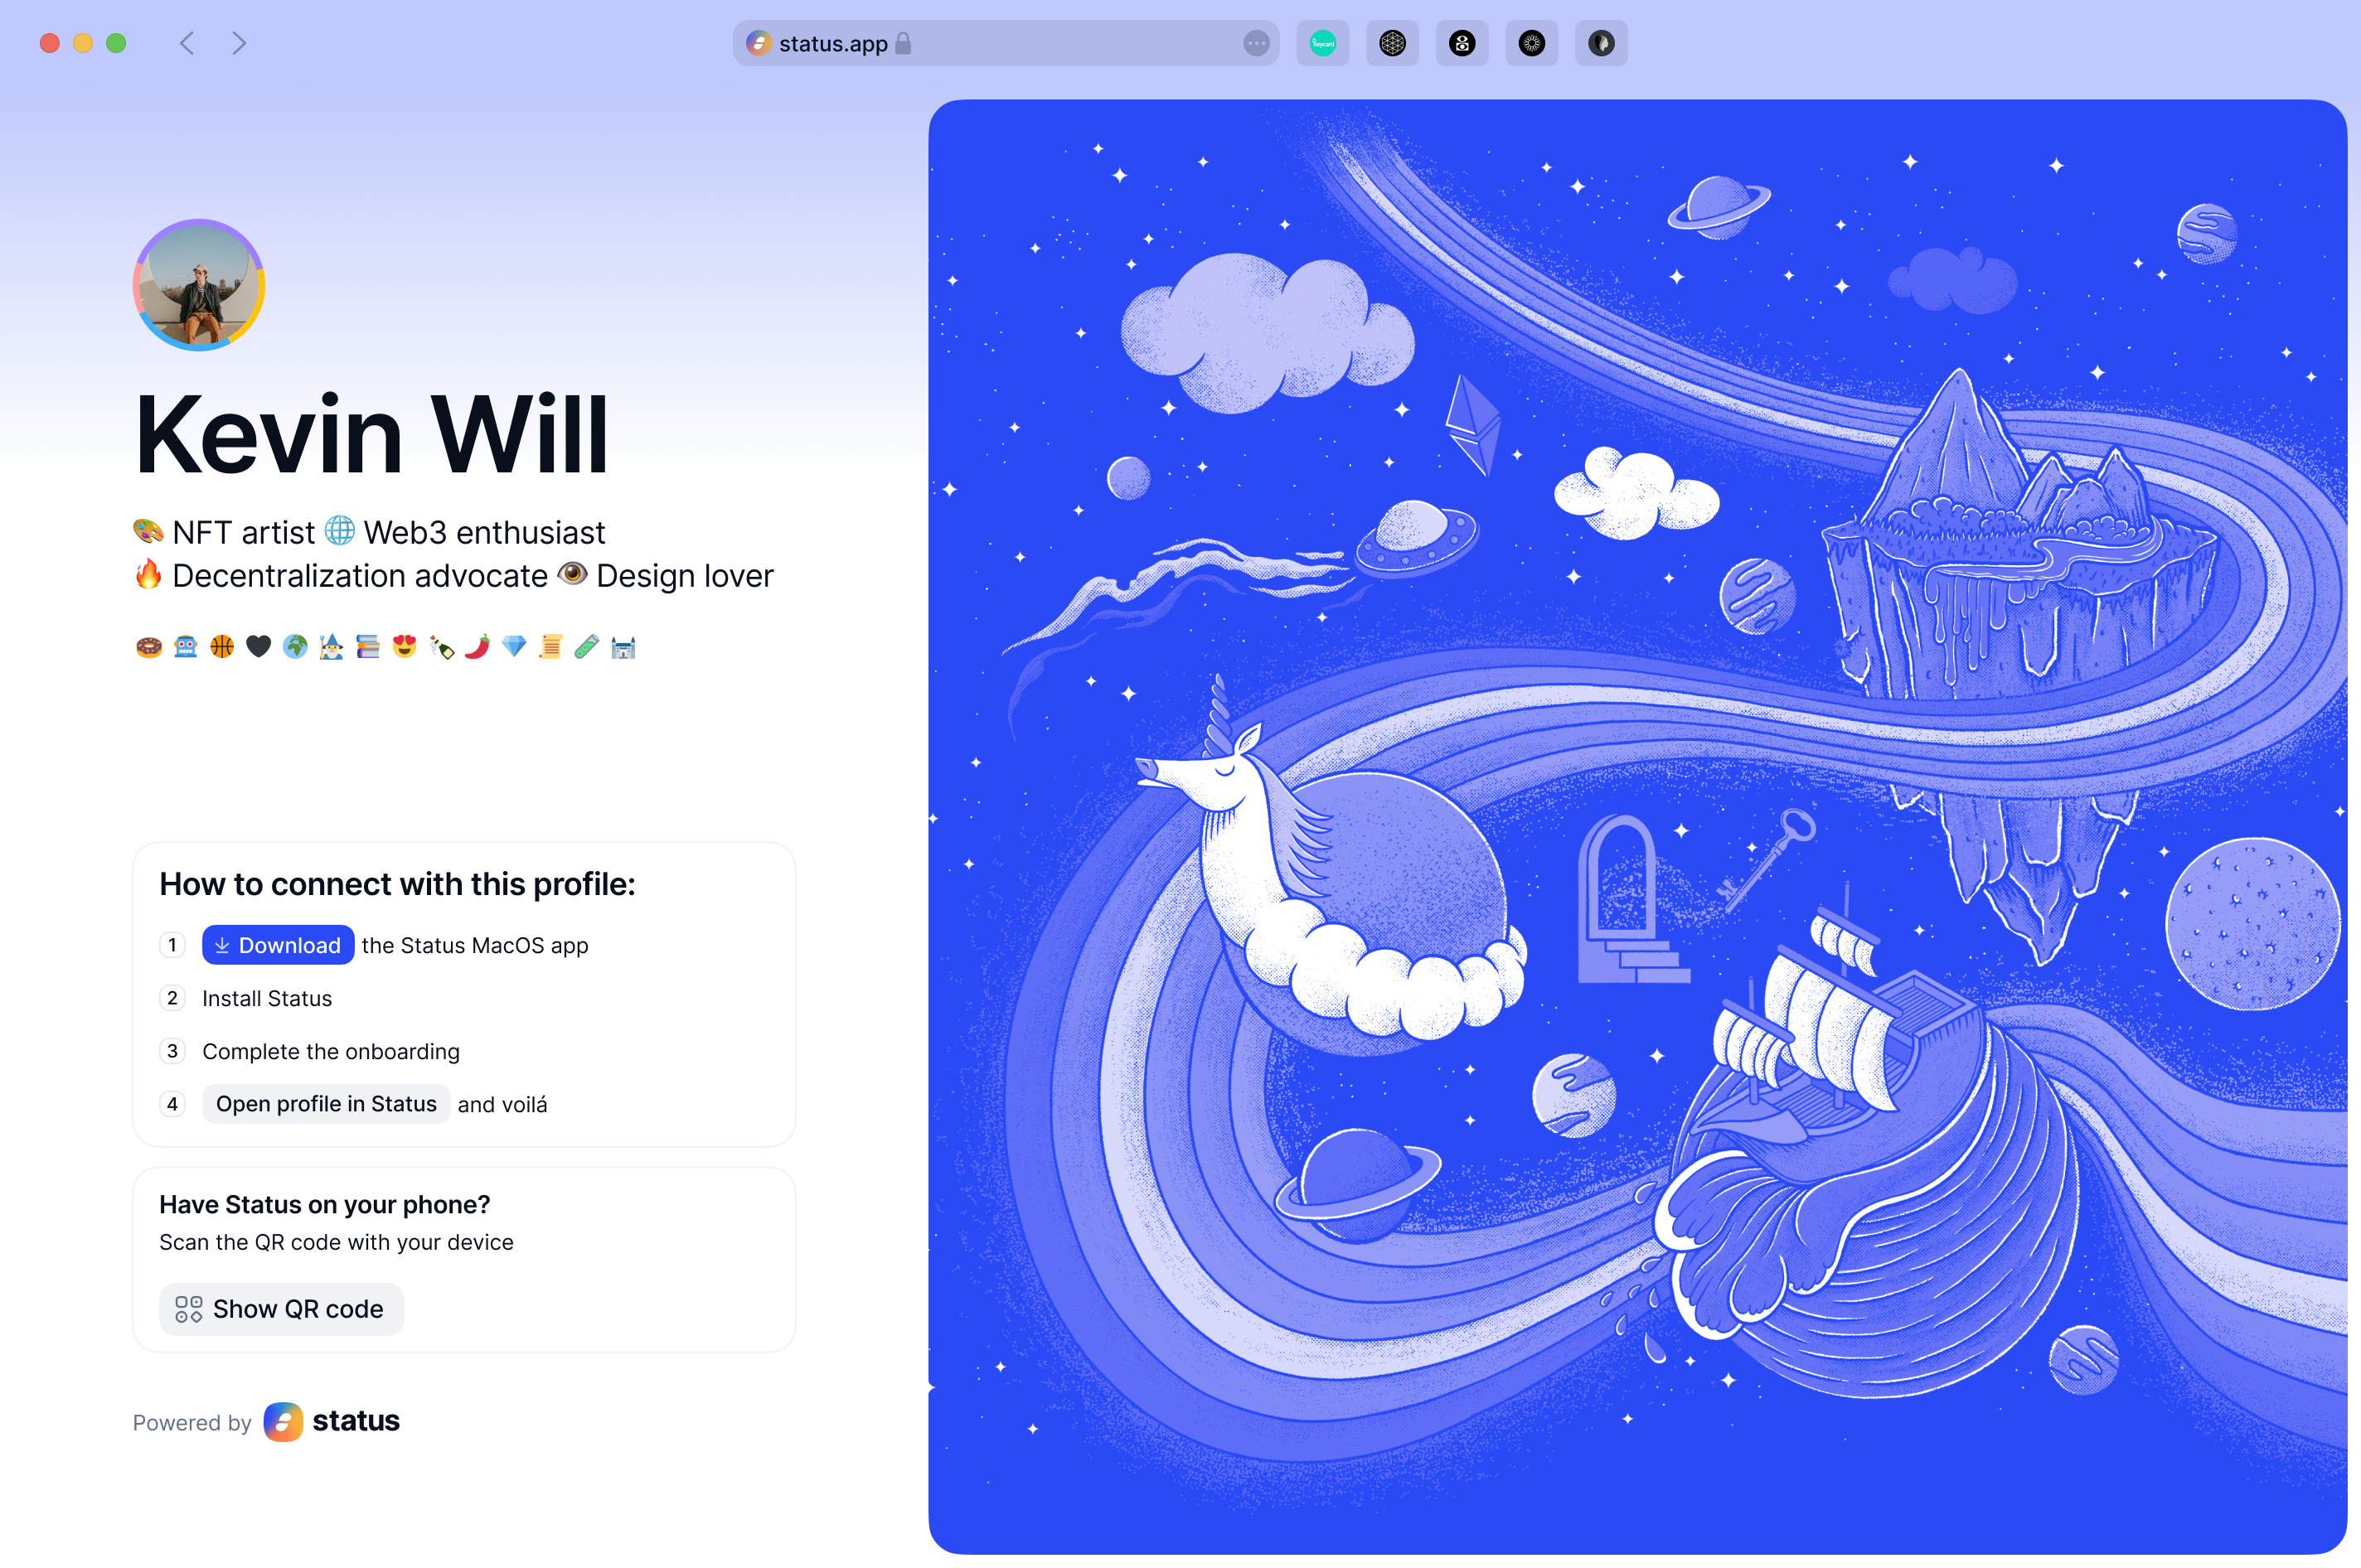 status.app
keycard
Kevin Will
🎨 NFT artist 🌐 Web3 enthusiast
🔥 Decentralization advocate 👁 Design lover
How to connect with this profile:
1 Download the Status MacOS app
2 Install Status
3 Complete the onboarding
4 Open profile in Status and voilá
Have Status on your phone?
Scan the QR code with your device
Show QR code
Powered by status